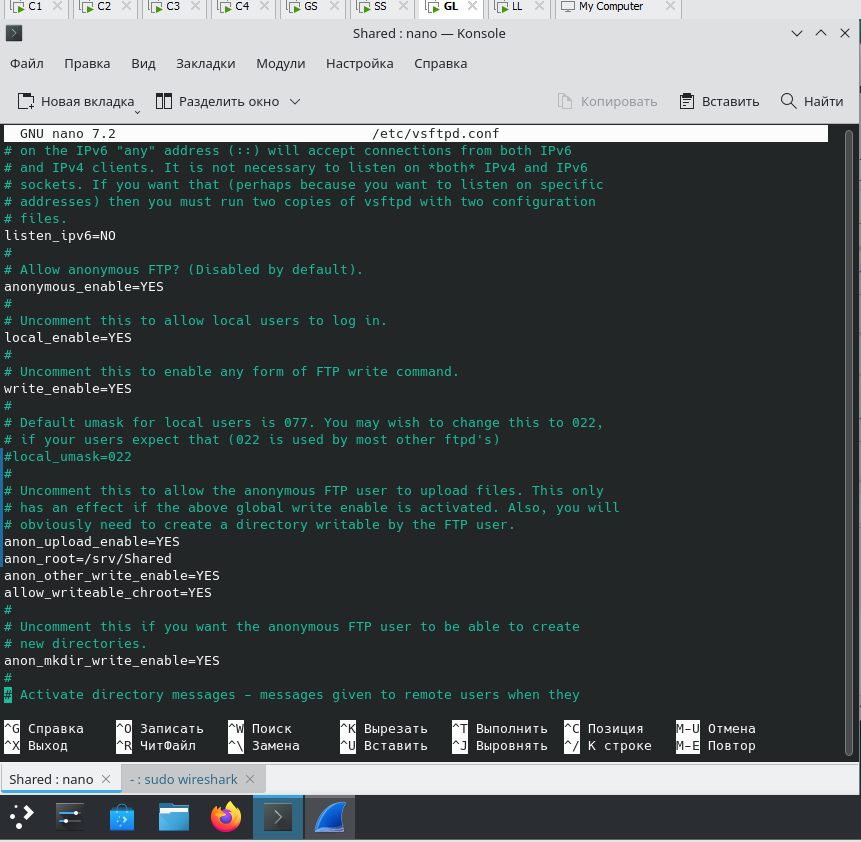 C1 C2 C3 C4 GS SS GL LL My Computer
Shared : nano — Konsole
Файл Правка Вид Закладки Модули Настройка Справка
Новая вкладка Разделить окно Копировать Вставить Найти
GNU nano 7.2 /etc/vsftpd.conf
# on the IPv6 "any" address (::) will accept connections from both IPv6
# and IPv4 clients. It is not necessary to listen on *both* IPv4 and IPv6
# sockets. If you want that (perhaps because you want to listen on specific
# addresses) then you must run two copies of vsftpd with two configuration
# files.
listen_ipv6=NO
#
# Allow anonymous FTP? (Disabled by default).
anonymous_enable=YES
#
# Uncomment this to allow local users to log in.
local_enable=YES
#
# Uncomment this to enable any form of FTP write command.
write_enable=YES
#
# Default umask for local users is 077. You may wish to change this to 022,
# if your users expect that (022 is used by most other ftpd's)
#local_umask=022
#
# Uncomment this to allow the anonymous FTP user to upload files. This only
# has an effect if the above global write enable is activated. Also, you will
# obviously need to create a directory writable by the FTP user.
anon_upload_enable=YES
anon_root=/srv/Shared
anon_other_write_enable=YES
allow_writeable_chroot=YES
#
# Uncomment this if you want the anonymous FTP user to be able to create
# new directories.
anon_mkdir_write_enable=YES
#
# Activate directory messages - messages given to remote users when they
^G Справка ^O Записать ^W Поиск ^K Вырезать ^T Выполнить ^C Позиция M-U Отмена
^X Выход ^R ЧитФайл ^\ Замена ^U Вставить ^J Выровнять ^/ К строке M-E Повтор
Shared : nano - : sudo wireshark